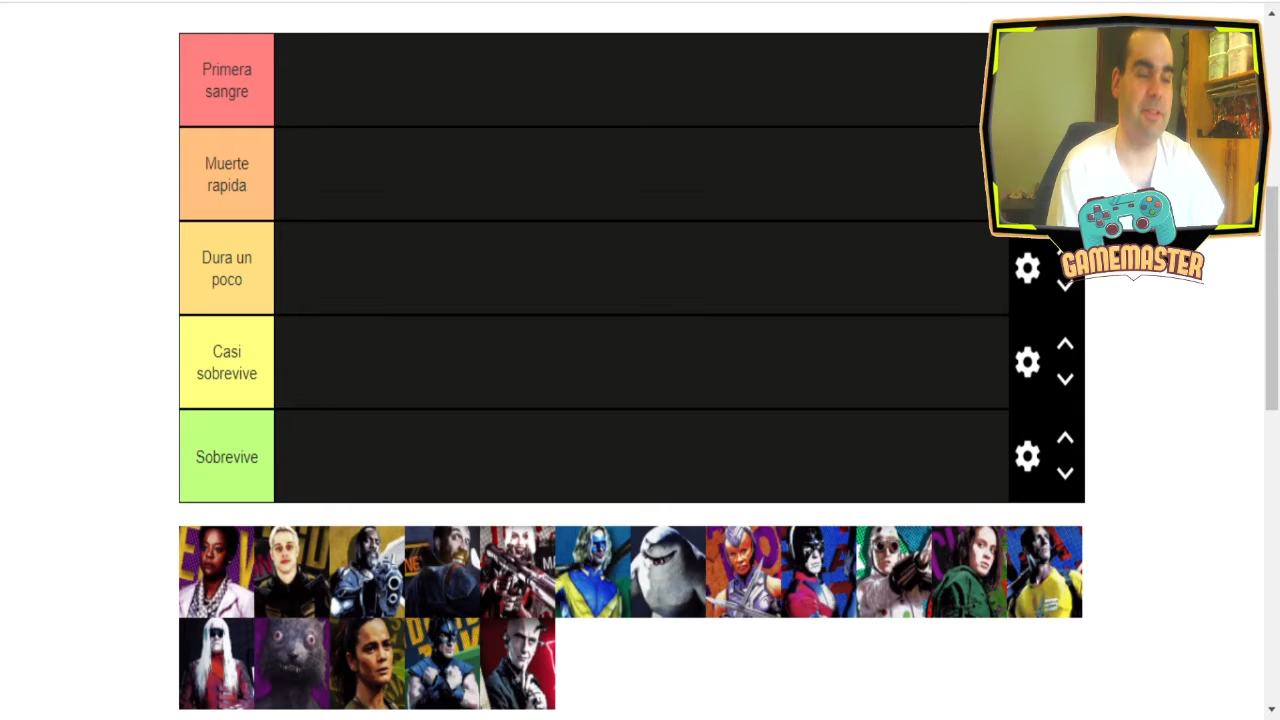 Primera
sangre
Muerte
rapida
Dura un
poco
Casi
sobrevive
Sobrevive
GAMEMASTER